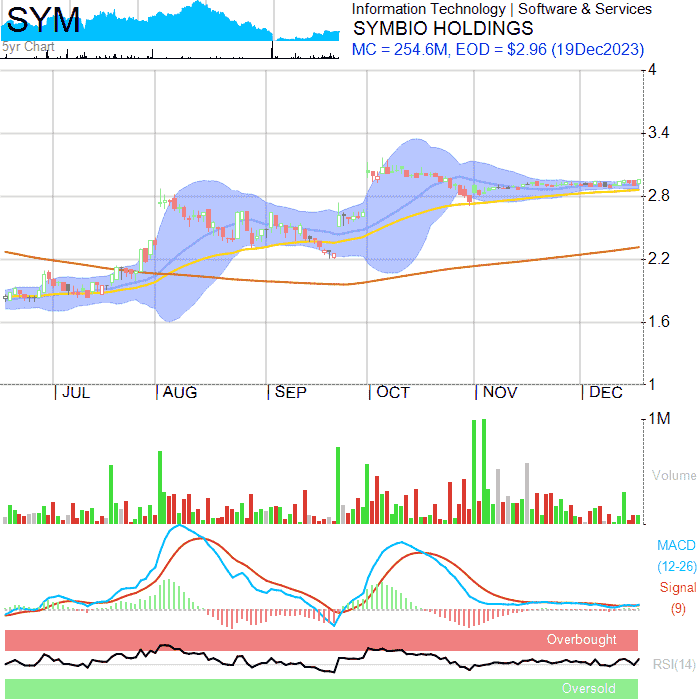 SYM
5yr Chart
Information Technology | Software & Services
SYMBIO HOLDINGS
MC = 254.6M, EOD = $2.96 (19Dec2023)
4
3.4
2.8
2.2
1.6
1
JUL AUG SEP OCT NOV DEC
1M
Volume
MACD
(12-26)
Signal
(9)
Overbought
RSI(14)
Oversold